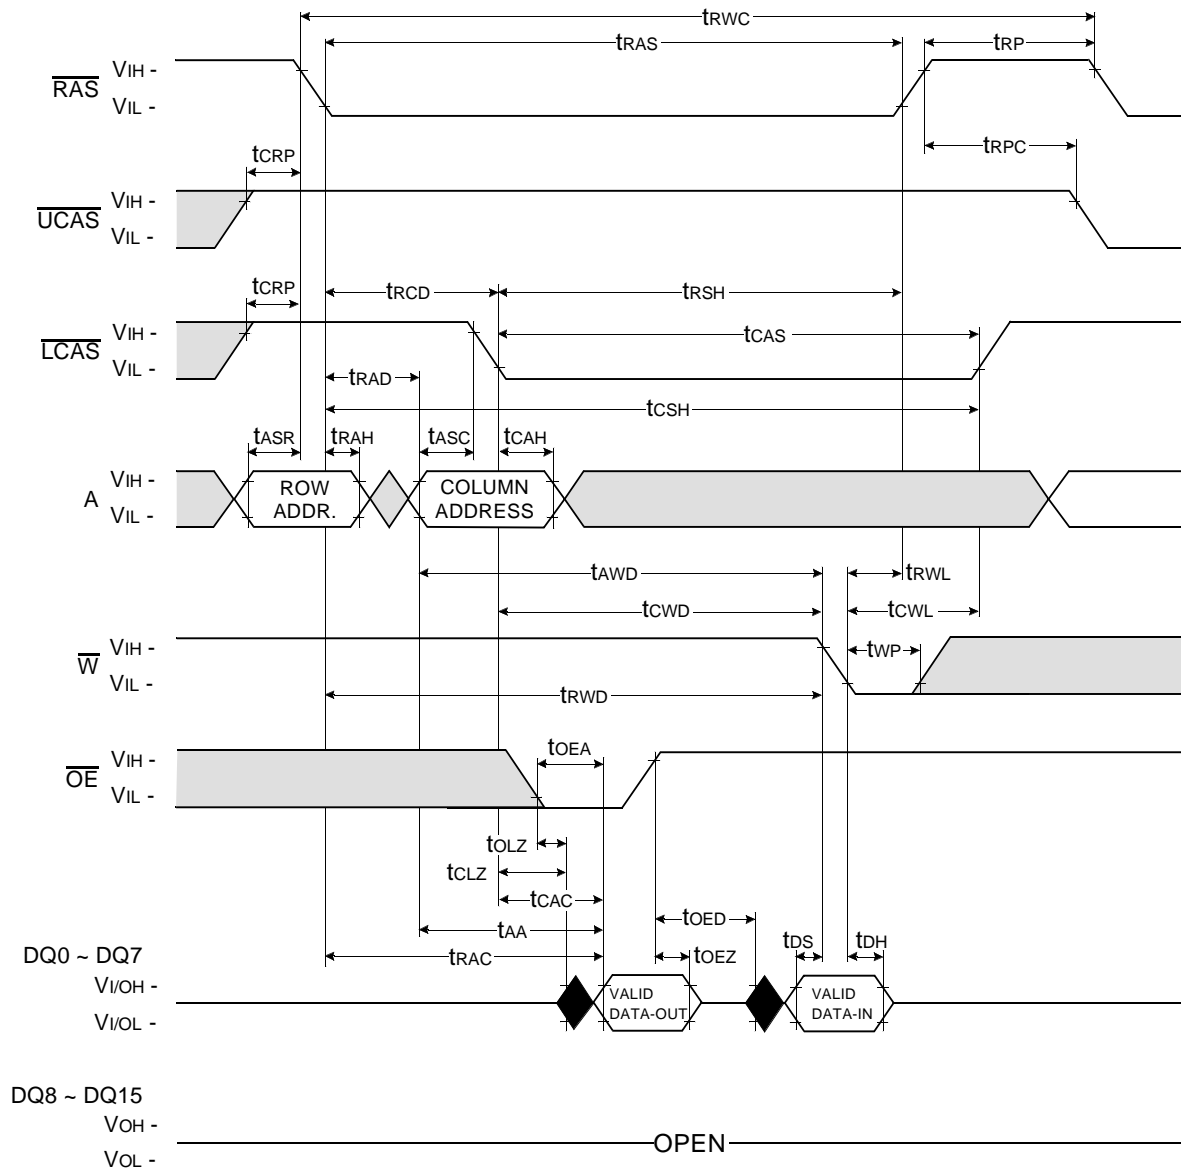 tRWC
tRAS
tRP
RAS
VIH -
VIL -
tCRP
tRPC
UCAS
VIH -
VIL -
tCRP
tRCD
tRSH
LCAS
VIH -
VIL -
tCAS
tRAD
tCSH
tASR
tRAH
tASC
tCAH
A
VIH -
VIL -
ROW
ADDR.
COLUMN
ADDRESS
tAWD
tRWL
tCWD
tCWL
W
VIH -
VIL -
tWP
tRWD
OE
VIH -
VIL -
tOEA
tOLZ
tCLZ
tCAC
tOED
tAA
tDS
tDH
DQ0 ~ DQ7
tRAC
tOEZ
VI/OH -
VI/OL -
VALID
DATA-OUT
VALID
DATA-IN
DQ8 ~ DQ15
VOH -
VOL -
OPEN